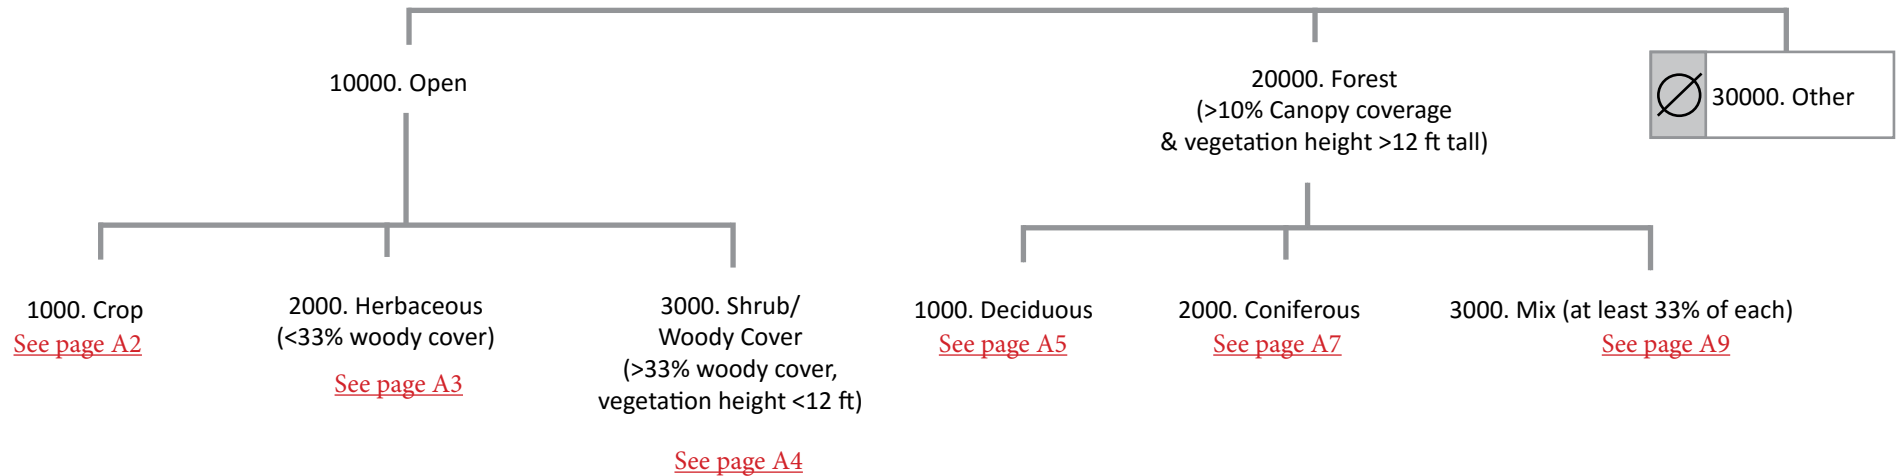 10000. Open
20000. Forest
(>10% Canopy coverage
& vegetation height >12 ft tall)
30000. Other
1000. Crop
See page A2
2000. Herbaceous
(<33% woody cover)
See page A3
3000. Shrub/
Woody Cover
(>33% woody cover,
vegetation height <12 ft)
See page A4
1000. Deciduous
See page A5
2000. Coniferous
See page A7
3000. Mix (at least 33% of each)
See page A9